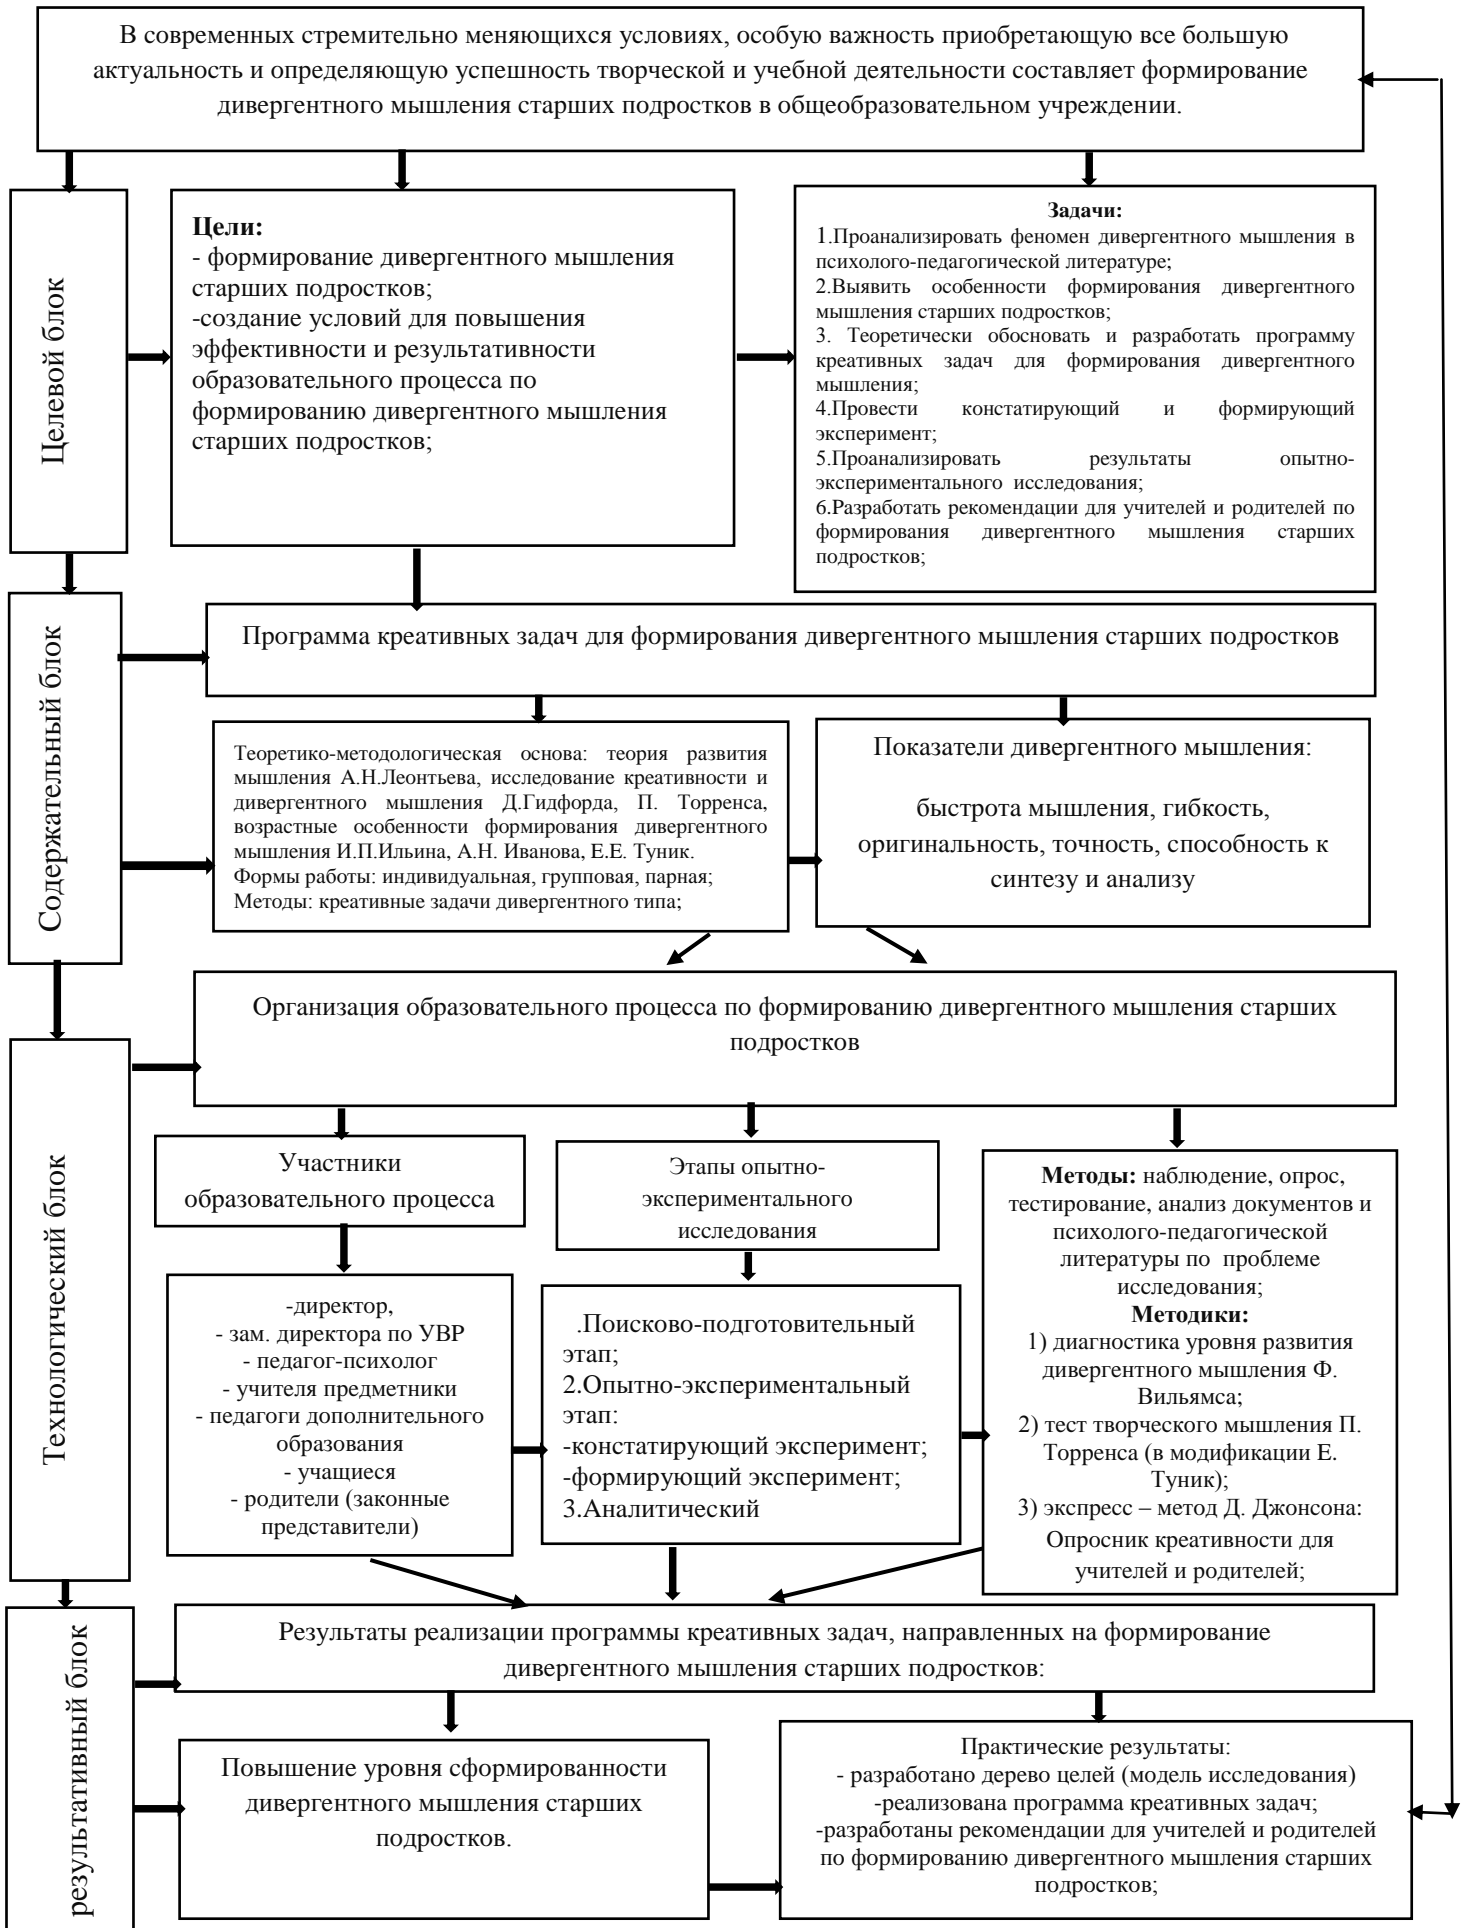 В современных стремительно меняющихся условиях, особую важность приобретающую все большую
актуальность и определяющую успешность творческой и учебной деятельности составляет формирование
дивергентного мышления старших подростков в общеобразовательном учреждении.
Целевой блок
Цели:
- формирование дивергентного мышления
старших подростков;
-создание условий для повышения
эффективности и результативности
образовательного процесса по
формированию дивергентного мышления
старших подростков;
Задачи:
1.Проанализировать феномен дивергентного мышления в
психолого-педагогической литературе;
2.Выявить особенности формирования дивергентного
мышления старших подростков;
3. Теоретически обосновать и разработать программу
креативных задач для формирования дивергентного
мышления;
4.Провести констатирующий и формирующий
эксперимент;
5.Проанализировать результаты опытно-
экспериментального исследования;
6.Разработать рекомендации для учителей и родителей по
формирования дивергентного мышления старших
подростков;
Содержательный блок
Программа креативных задач для формирования дивергентного мышления старших подростков
Теоретико-методологическая основа: теория развития
мышления А.Н.Леонтьева, исследование креативности и
дивергентного мышления Д.Гидфорда, П. Торренса,
возрастные особенности формирования дивергентного
мышления И.П.Ильина, А.Н. Иванова, Е.Е. Туник.
Формы работы: индивидуальная, групповая, парная;
Методы: креативные задачи дивергентного типа;
Показатели дивергентного мышления:
быстрота мышления, гибкость,
оригинальность, точность, способность к
синтезу и анализу
Технологический блок
Организация образовательного процесса по формированию дивергентного мышления старших
подростков
Участники
образовательного процесса
Этапы опытно-
экспериментального
исследования
Методы: наблюдение, опрос,
тестирование, анализ документов и
психолого-педагогической
литературы по проблеме
исследования;
Методики:
1) диагностика уровня развития
дивергентного мышления Ф.
Вильямса;
2) тест творческого мышления П.
Торренса (в модификации Е.
Туник);
3) экспресс – метод Д. Джонсона:
Опросник креативности для
учителей и родителей;
-директор,
- зам. директора по УВР
- педагог-психолог
- учителя предметники
- педагоги дополнительного
образования
- учащиеся
- родители (законные
представители)
.Поисково-подготовительный
этап;
2.Опытно-экспериментальный
этап:
-констатирующий эксперимент;
-формирующий эксперимент;
3.Аналитический
результативный блок
Результаты реализации программы креативных задач, направленных на формирование
дивергентного мышления старших подростков:
Повышение уровня сформированности
дивергентного мышления старших
подростков.
Практические результаты:
- разработано дерево целей (модель исследования)
-реализована программа креативных задач;
-разработаны рекомендации для учителей и родителей
по формированию дивергентного мышления старших
подростков;